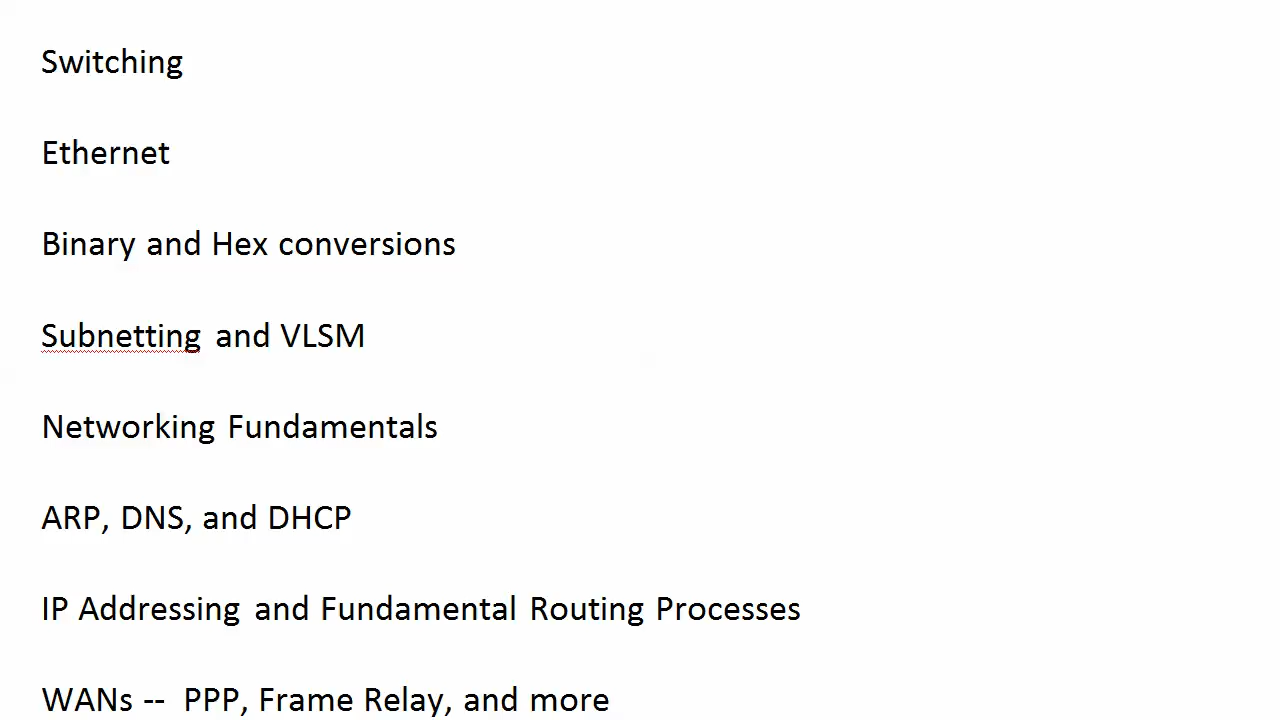 Switching
Ethernet
Binary and Hex conversions
Subnetting and VLSM
Networking Fundamentals
ARP, DNS, and DHCP
IP Addressing and Fundamental Routing Processes
WANs -- PPP, Frame Relay, and more